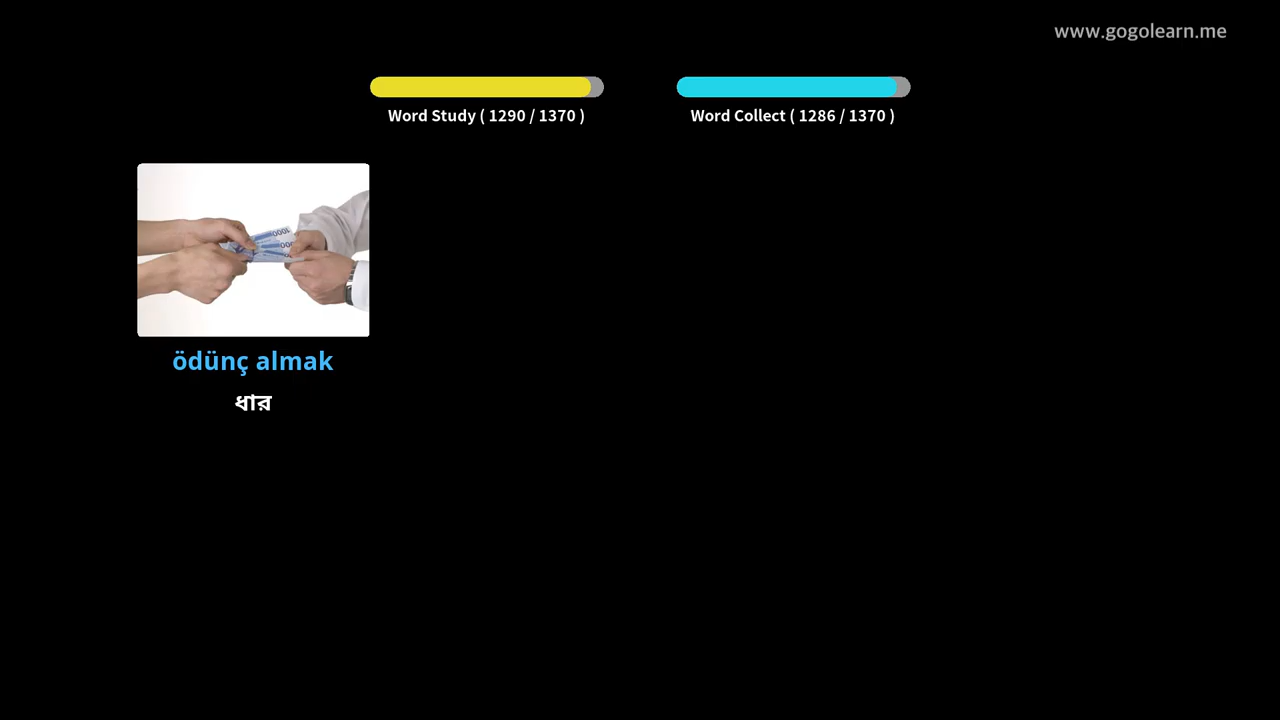 www.gogolearn.me
Word Study ( 1290 / 1370 )
Word Collect ( 1286 / 1370 )
ödünç almak
ধার